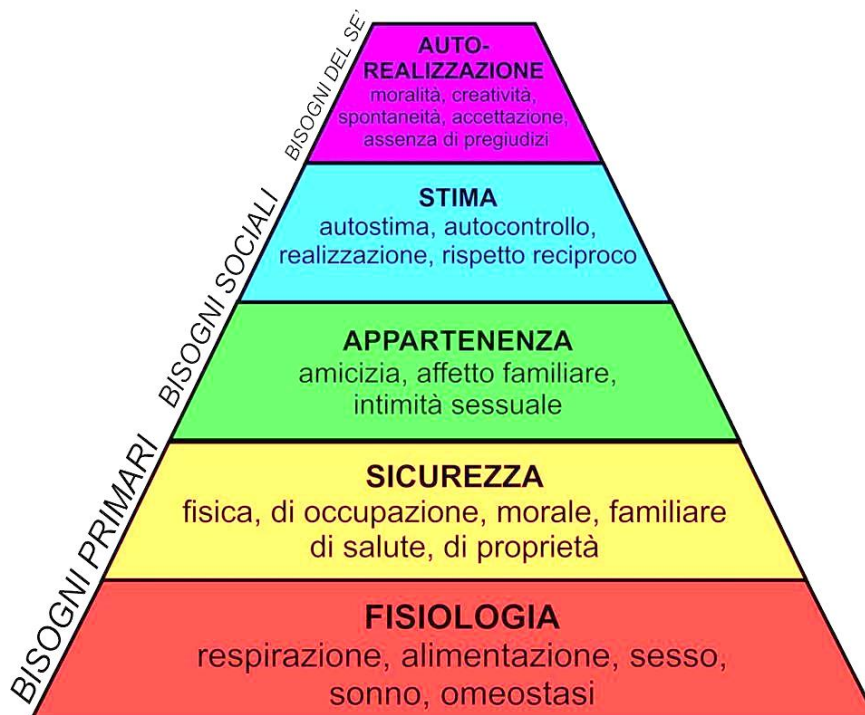 BISOGNI DEL SE'
AUTO-
REALIZZAZIONE
moralità, creatività,
spontaneità, accettazione,
assenza di pregiudizi
BISOGNI SOCIALI
STIMA
autostima, autocontrollo,
realizzazione, rispetto reciproco
APPARTENENZA
amicizia, affetto familiare,
intimità sessuale
BISOGNI PRIMARI
SICUREZZA
fisica, di occupazione, morale, familiare
di salute, di proprietà
FISIOLOGIA
respirazione, alimentazione, sesso,
sonno, omeostasi